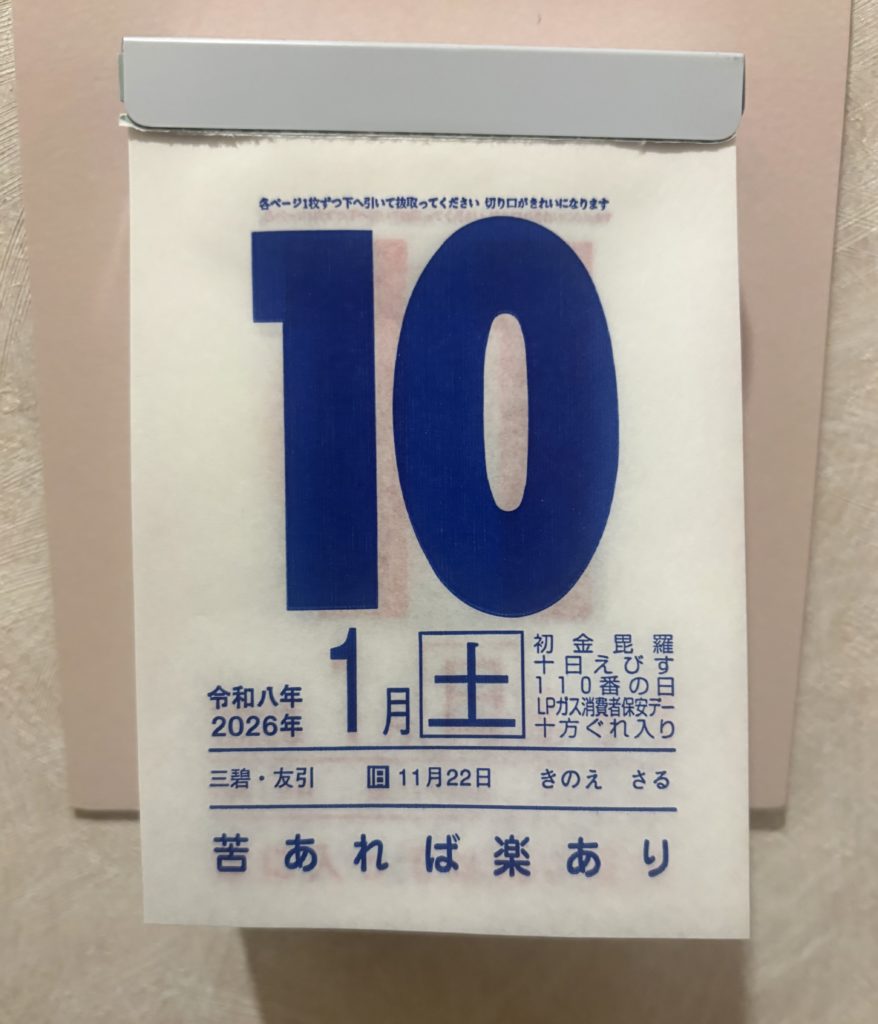 各ページ1枚ずつ下へ引いて抜取ってください 切り口がきれいになります
10
令和八年
2026年
1月
土
初金毘羅
十日えびす
110番の日
LPガス消費者保安デー
十方ぐれ入り
三碧・友引 旧 11月22日 きのえ さる
苦あれば楽あり